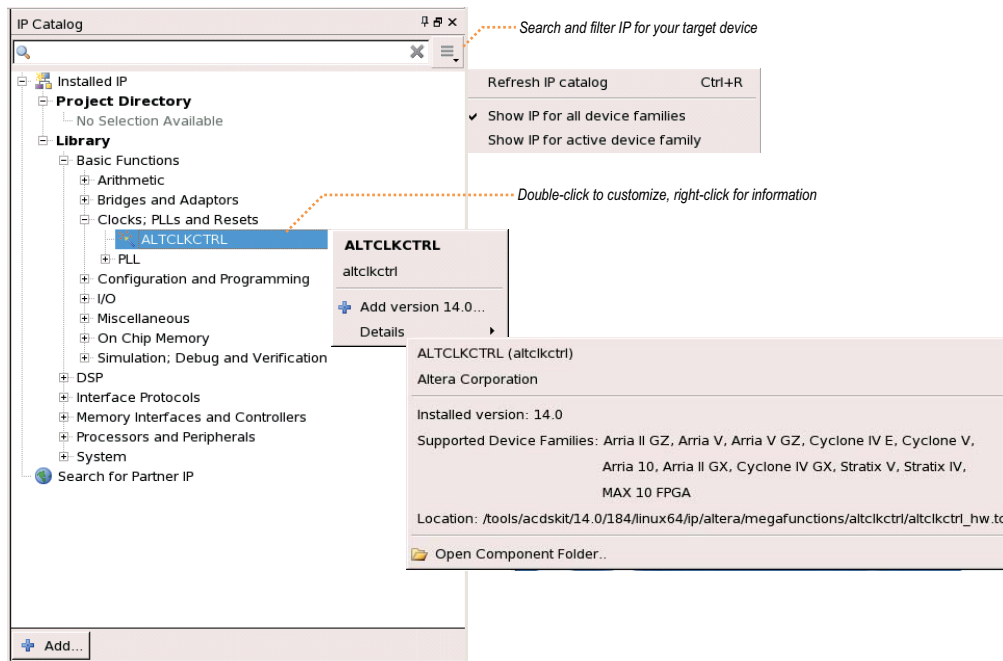 IP Catalog
Search and filter IP for your target device
Installed IP
Project Directory
No Selection Available
Library
Basic Functions
Arithmetic
Bridges and Adaptors
Clocks; PLLs and Resets
ALTCLKCTRL
PLL
Configuration and Programming
I/O
Miscellaneous
On Chip Memory
Simulation; Debug and Verification
DSP
Interface Protocols
Memory Interfaces and Controllers
Processors and Peripherals
System
Search for Partner IP
Add...
Refresh IP catalog Ctrl+R
Show IP for all device families
Show IP for active device family
Double-click to customize, right-click for information
ALTCLKCTRL
altclkctrl
Add version 14.0...
Details
ALTCLKCTRL (altclkctrl)
Altera Corporation
Installed version: 14.0
Supported Device Families: Arria II GZ, Arria V, Arria V GZ, Cyclone IV E, Cyclone V,
Arria 10, Arria II GX, Cyclone IV GX, Stratix V, Stratix IV,
MAX 10 FPGA
Location: /tools/acdskit/14.0/184/linux64/ip/altera/megafunctions/altclkctrl/altclkctrl_hw.tc
Open Component Folder..